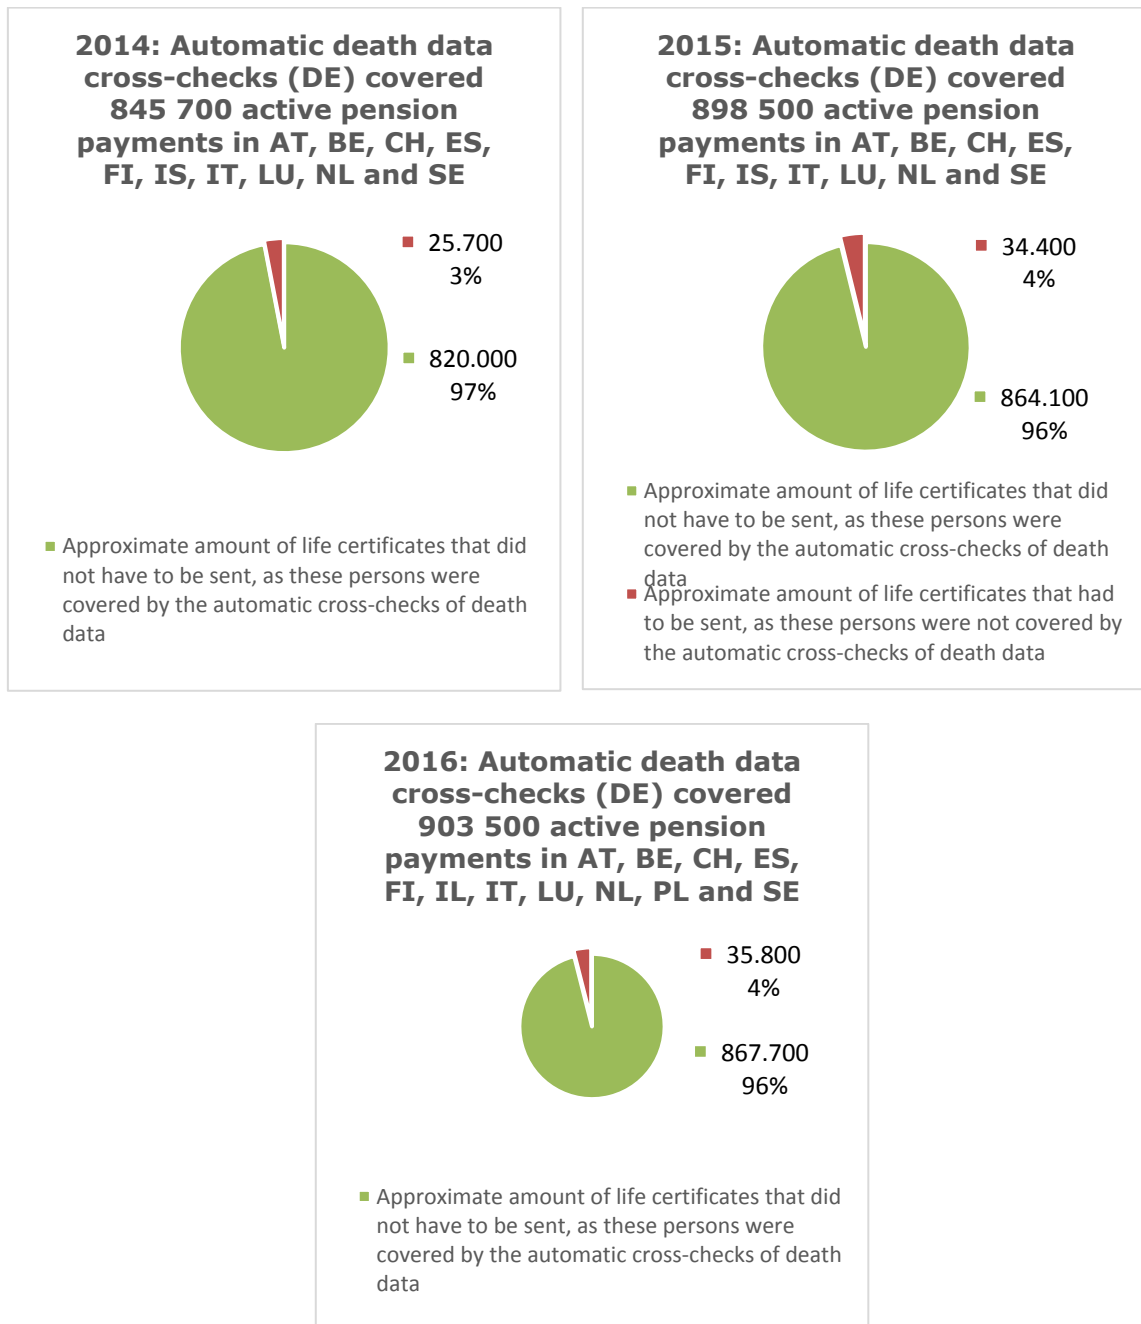 2014: Automatic death data
cross-checks (DE) covered
845 700 active pension
payments in AT, BE, CH, ES,
FI, IS, IT, LU, NL and SE
25.700
3%
820.000
97%
Approximate amount of life certificates that did
not have to be sent, as these persons were
covered by the automatic cross-checks of death
data
2015: Automatic death data
cross-checks (DE) covered
898 500 active pension
payments in AT, BE, CH, ES,
FI, IS, IT, LU, NL and SE
34.400
4%
864.100
96%
Approximate amount of life certificates that did
not have to be sent, as these persons were
covered by the automatic cross-checks of death
data
Approximate amount of life certificates that had
to be sent, as these persons were not covered by
the automatic cross-checks of death data
2016: Automatic death data
cross-checks (DE) covered
903 500 active pension
payments in AT, BE, CH, ES,
FI, IL, IT, LU, NL, PL and SE
35.800
4%
867.700
96%
Approximate amount of life certificates that did
not have to be sent, as these persons were
covered by the automatic cross-checks of death
data